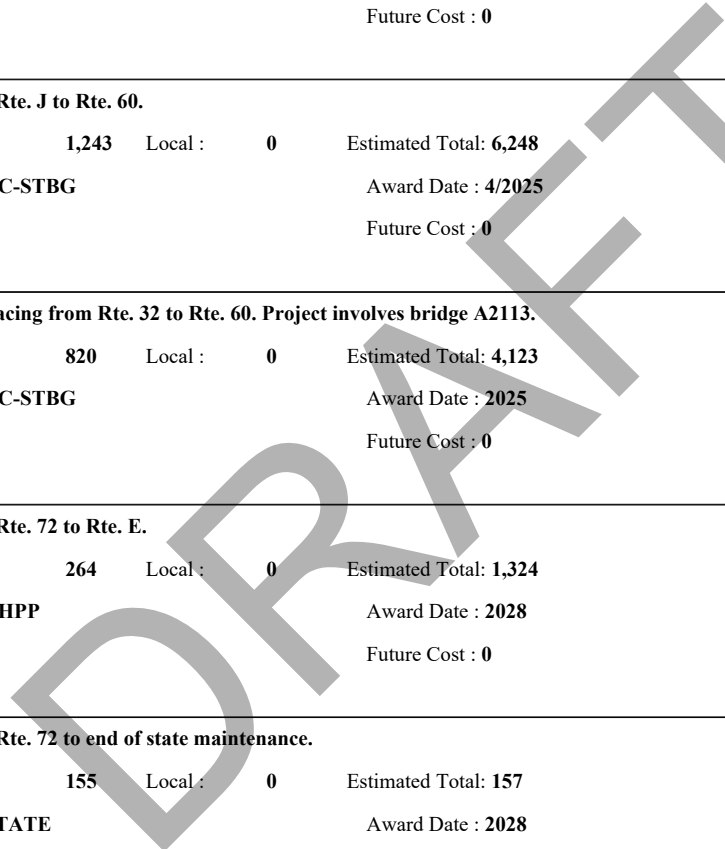 Future Cost : 0
Rte. J to Rte. 60.
1,243 Local : 0 Estimated Total: 6,248
C-STBG Award Date : 4/2025
Future Cost : 0
acing from Rte. 32 to Rte. 60. Project involves bridge A2113.
820 Local : 0 Estimated Total: 4,123
C-STBG Award Date : 2025
Future Cost : 0
Rte. 72 to Rte. E.
264 Local : 0 Estimated Total: 1,324
HPP Award Date : 2028
Future Cost : 0
Rte. 72 to end of state maintenance.
155 Local : 0 Estimated Total: 157
TATE Award Date : 2028
DRAFT